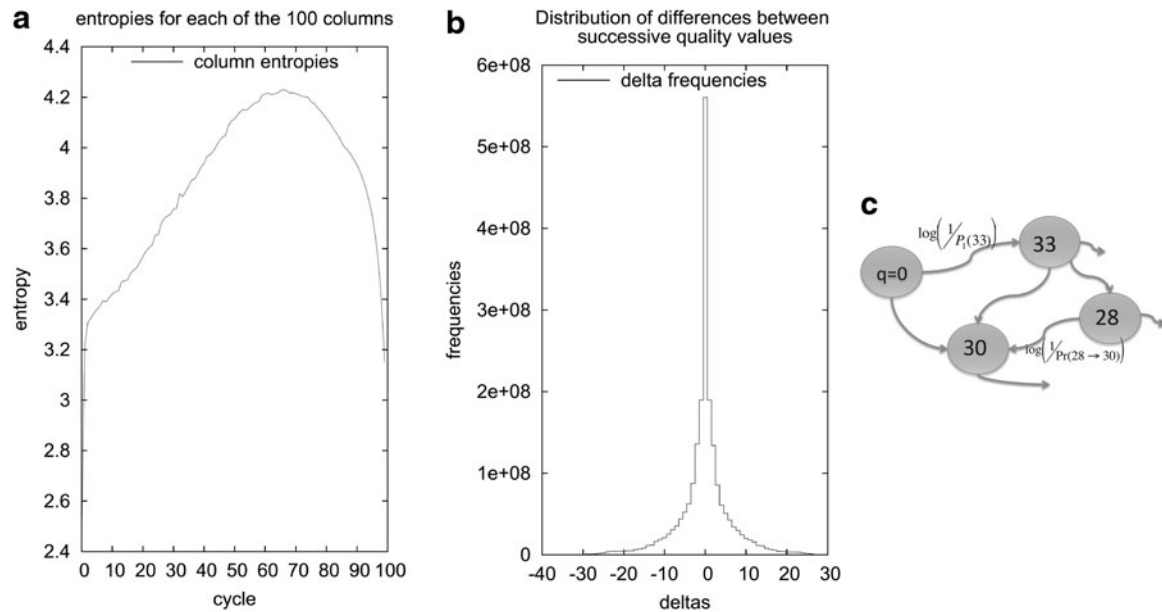 a
entropies for each of the 100 columns
4.4
4.2
4
3.8
3.6
3.4
3.2
3
2.8
2.6
2.4
entropy
column entropies
0 10 20 30 40 50 60 70 80 90 100
cycle
b
Distribution of differences between
successive quality values
6e+08
5e+08
4e+08
3e+08
2e+08
1e+08
0
frequencies
delta frequencies
-40 -30 -20 -10 0 10 20 30
deltas
c
log(1/P₁(33))
33
q=0
28
30
log(1/Pr(28 → 30))